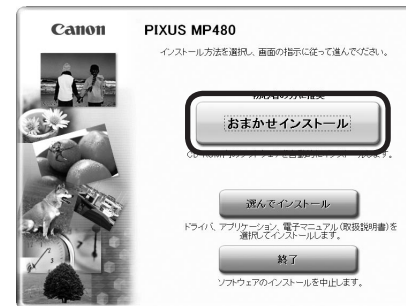 Canon PIXUS MP480
インストール方法を選択し、画面の指示に従って進んでください。
おまかせインストール
選んでインストール
ドライバ、アプリケーション、電子マニュアル(取扱説明書)を
選択してインストールします。
終了
ソフトウェアのインストールを中止します。